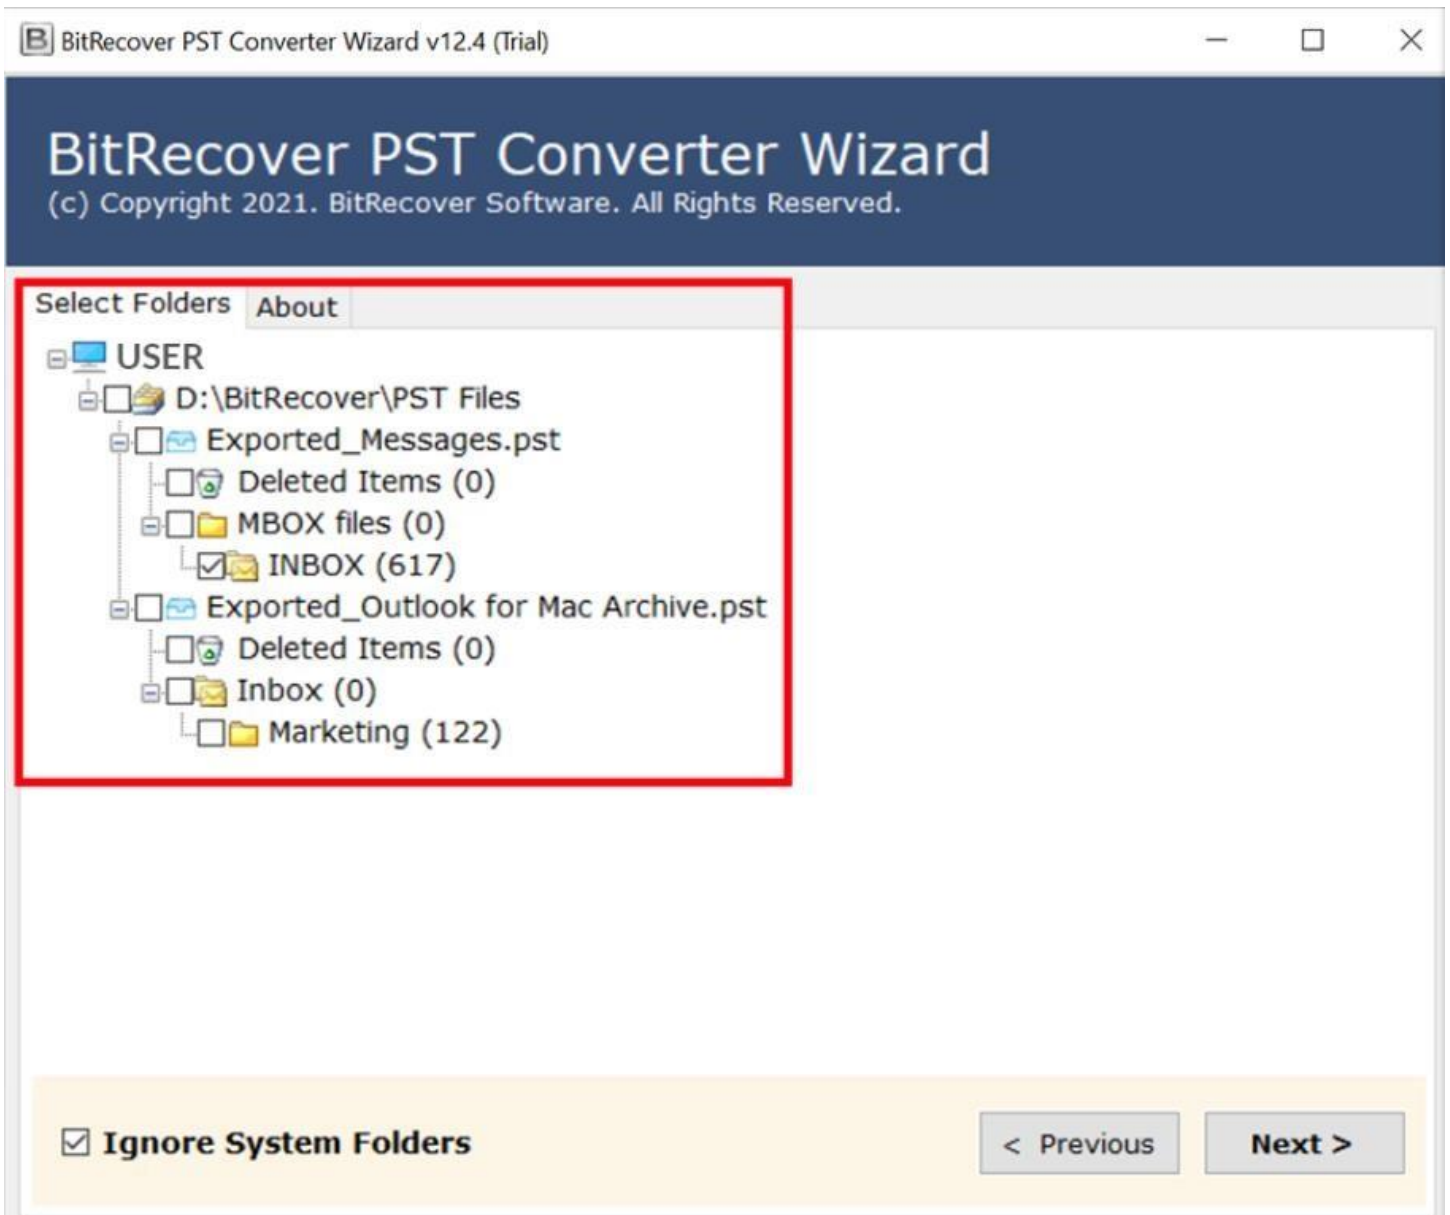 BitRecover PST Converter Wizard v12.4 (Trial)
BitRecover PST Converter Wizard
(c) Copyright 2021. BitRecover Software. All Rights Reserved.
Select Folders About
USER
D:\BitRecover\PST Files
Exported_Messages.pst
Deleted Items (0)
MBOX files (0)
INBOX (617)
Exported_Outlook for Mac Archive.pst
Deleted Items (0)
Inbox (0)
Marketing (122)
Ignore System Folders < Previous Next >